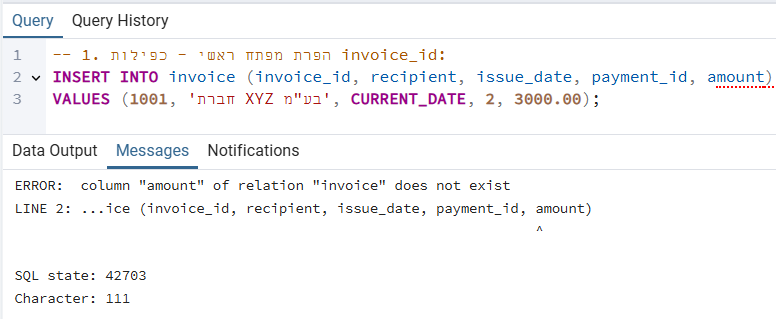 Query Query History
1 -- 1. הפרת מפתח ראשי - כפילות invoice_id:
2 INSERT INTO invoice (invoice_id, recipient, issue_date, payment_id, amount)
3 VALUES (1001, 'חברת XYZ בע"מ', CURRENT_DATE, 2, 3000.00);
Data Output Messages Notifications
ERROR:  column "amount" of relation "invoice" does not exist
LINE 2: ...ice (invoice_id, recipient, issue_date, payment_id, amount)
^
SQL state: 42703
Character: 111